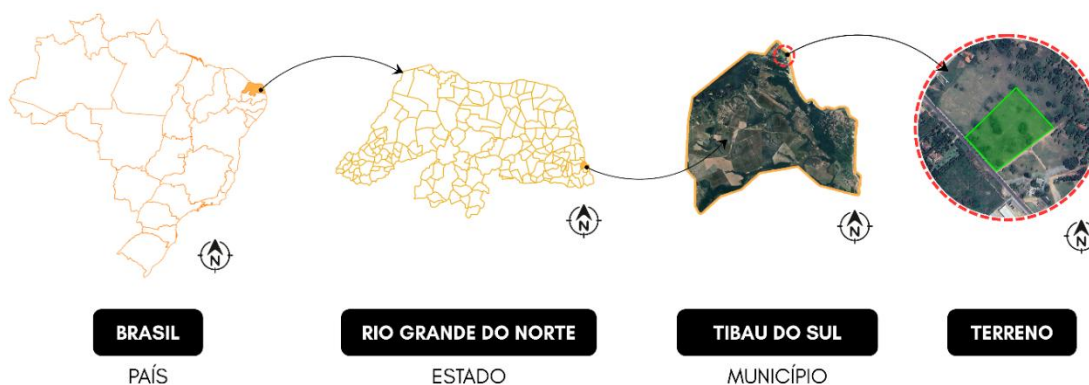 N
N
N
N
BRASIL
RIO GRANDE DO NORTE
TIBAU DO SUL
TERRENO
PAÍS
ESTADO
MUNICÍPIO